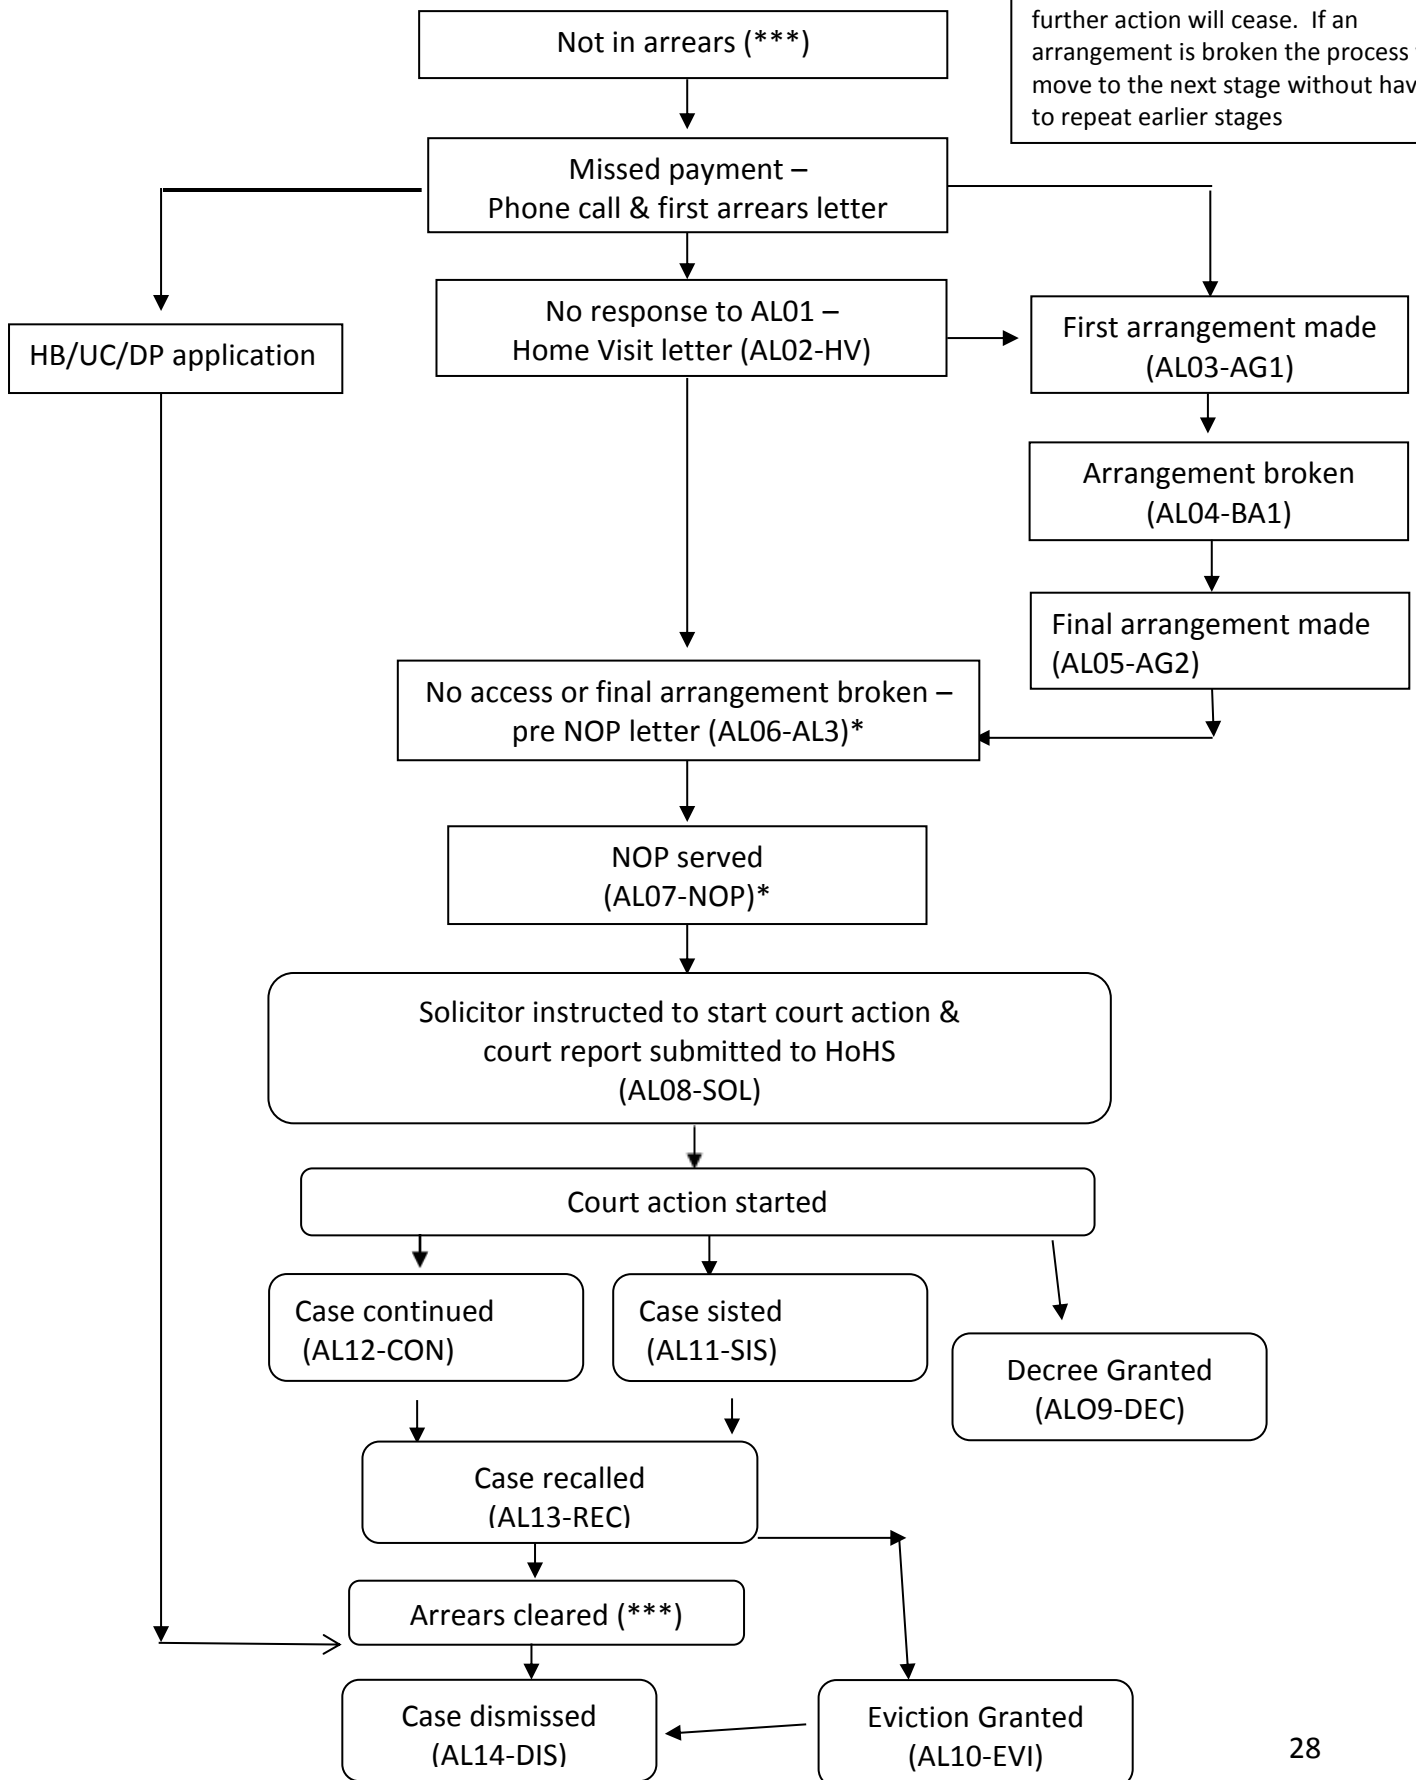 further action will cease.  If an
arrangement is broken the process
move to the next stage without hav
to repeat earlier stages
Not in arrears (***)
Missed payment –
Phone call & first arrears letter
No response to AL01 –
Home Visit letter (AL02-HV)
HB/UC/DP application
First arrangement made
(AL03-AG1)
Arrangement broken
(AL04-BA1)
Final arrangement made
(AL05-AG2)
No access or final arrangement broken –
pre NOP letter (AL06-AL3)*
NOP served
(AL07-NOP)*
Solicitor instructed to start court action &
court report submitted to HoHS
(AL08-SOL)
Court action started
Case continued
(AL12-CON)
Case sisted
(AL11-SIS)
Decree Granted
(ALO9-DEC)
Case recalled
(AL13-REC)
Arrears cleared (***)
Case dismissed
(AL14-DIS)
Eviction Granted
(AL10-EVI)
28